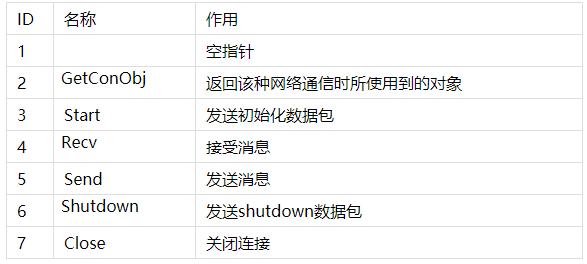 ID 名称 作用
1 空指针
2 GetConObj 返回该种网络通信时所使用到的对象
3 Start 发送初始化数据包
4 Recv 接受消息
5 Send 发送消息
6 Shutdown 发送shutdown数据包
7 Close 关闭连接